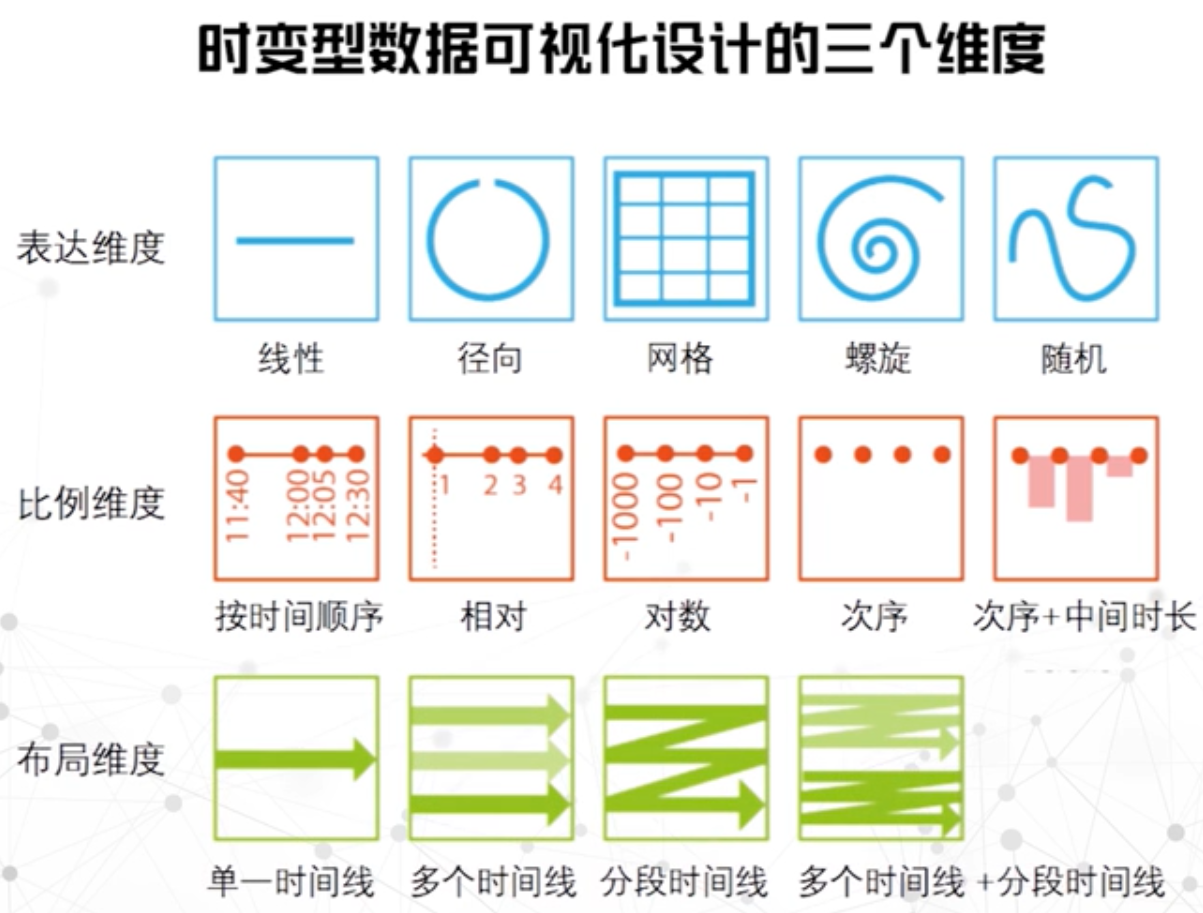 时变型数据可视化设计的三个维度
表达维度
线性 径向 网格 螺旋 随机
比例维度
11:40 12:00 12:05 12:30
1 2 3 4
-1000 -100 -10 -1
按时间顺序 相对 对数 次序 次序+中间时长
布局维度
单一时间线 多个时间线 分段时间线 多个时间线+分段时间线